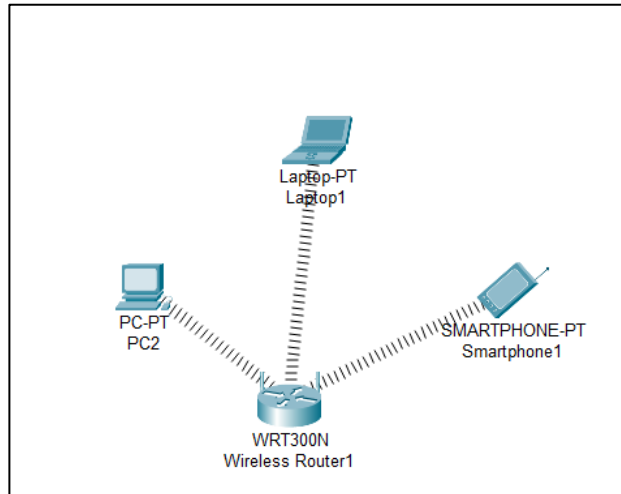 Laptop-PT
Laptop1
PC-PT
PC2
SMARTPHONE-PT
Smartphone1
WRT300N
Wireless Router1